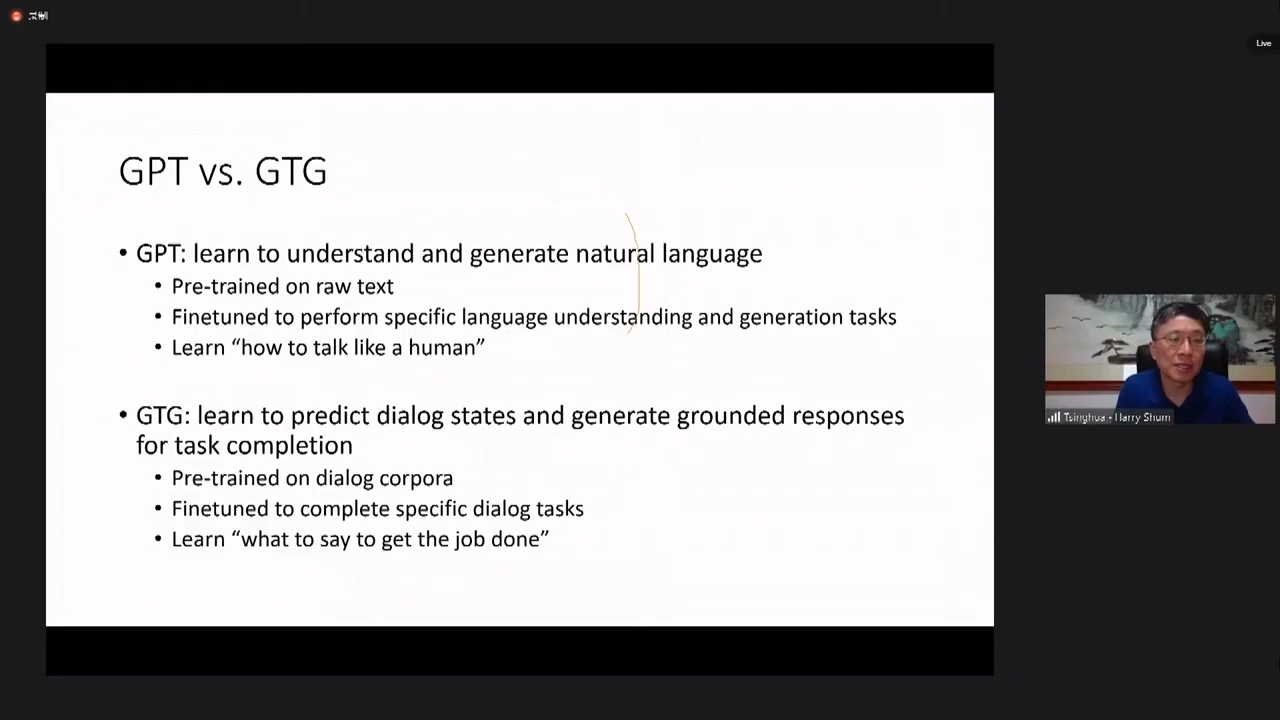 Live
GPT vs. GTG
• GPT: learn to understand and generate natural language
• Pre-trained on raw text
• Finetuned to perform specific language understanding and generation tasks
• Learn “how to talk like a human”
• GTG: learn to predict dialog states and generate grounded responses
for task completion
• Pre-trained on dialog corpora
• Finetuned to complete specific dialog tasks
• Learn “what to say to get the job done”
Tsinghua - Harry Shum